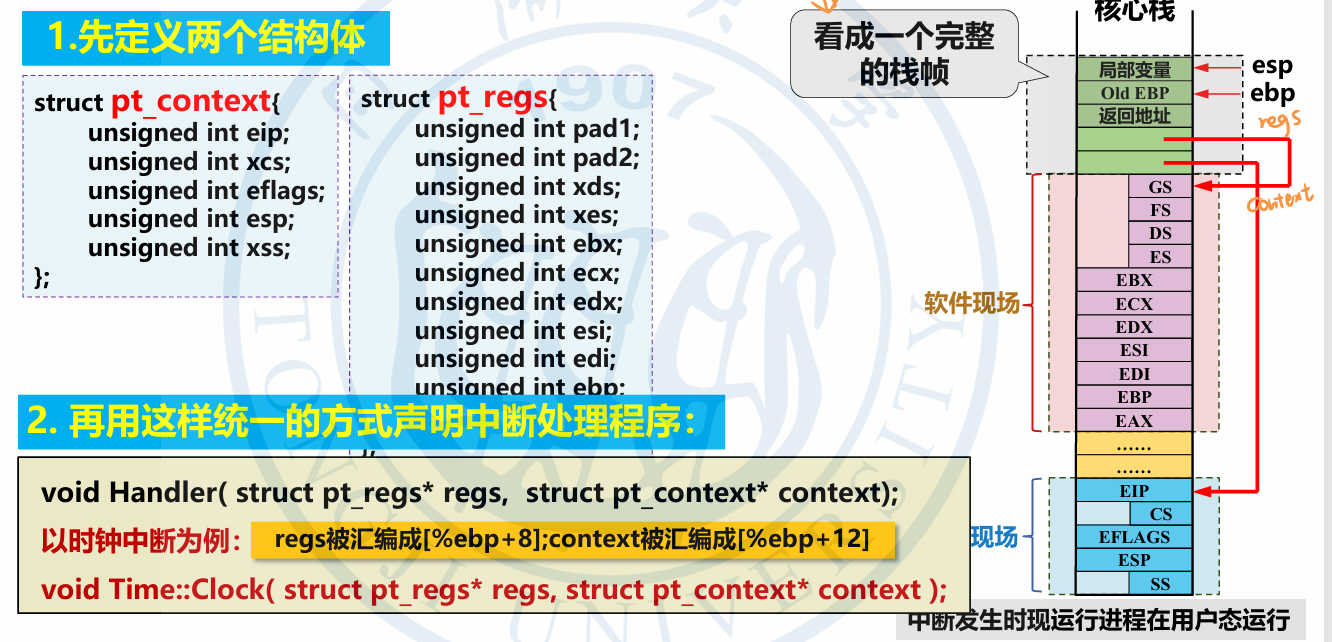 1.先定义两个结构体
struct pt_context{
unsigned int eip;
unsigned int xcs;
unsigned int eflags;
unsigned int esp;
unsigned int xss;
};
struct pt_regs{
unsigned int pad1;
unsigned int pad2;
unsigned int xds;
unsigned int xes;
unsigned int ebx;
unsigned int ecx;
unsigned int edx;
unsigned int esi;
unsigned int edi;
unsigned int ebp;
};
2. 再用这样统一的方式声明中断处理程序：
void Handler( struct pt_regs* regs, struct pt_context* context);
以时钟中断为例：
regs被汇编成[%ebp+8];context被汇编成[%ebp+12]
void Time::Clock( struct pt_regs* regs, struct pt_context* context );
看成一个完整
的栈帧
核心栈
局部变量
Old EBP
返回地址
esp
ebp
regs
context
GS
FS
DS
ES
EBX
ECX
EDX
ESI
EDI
EBP
EAX
……
……
EIP
CS
EFLAGS
ESP
SS
软件现场
现场
中断发生时现运行进程在用户态运行
1907
TONGJI UNIVERSITY